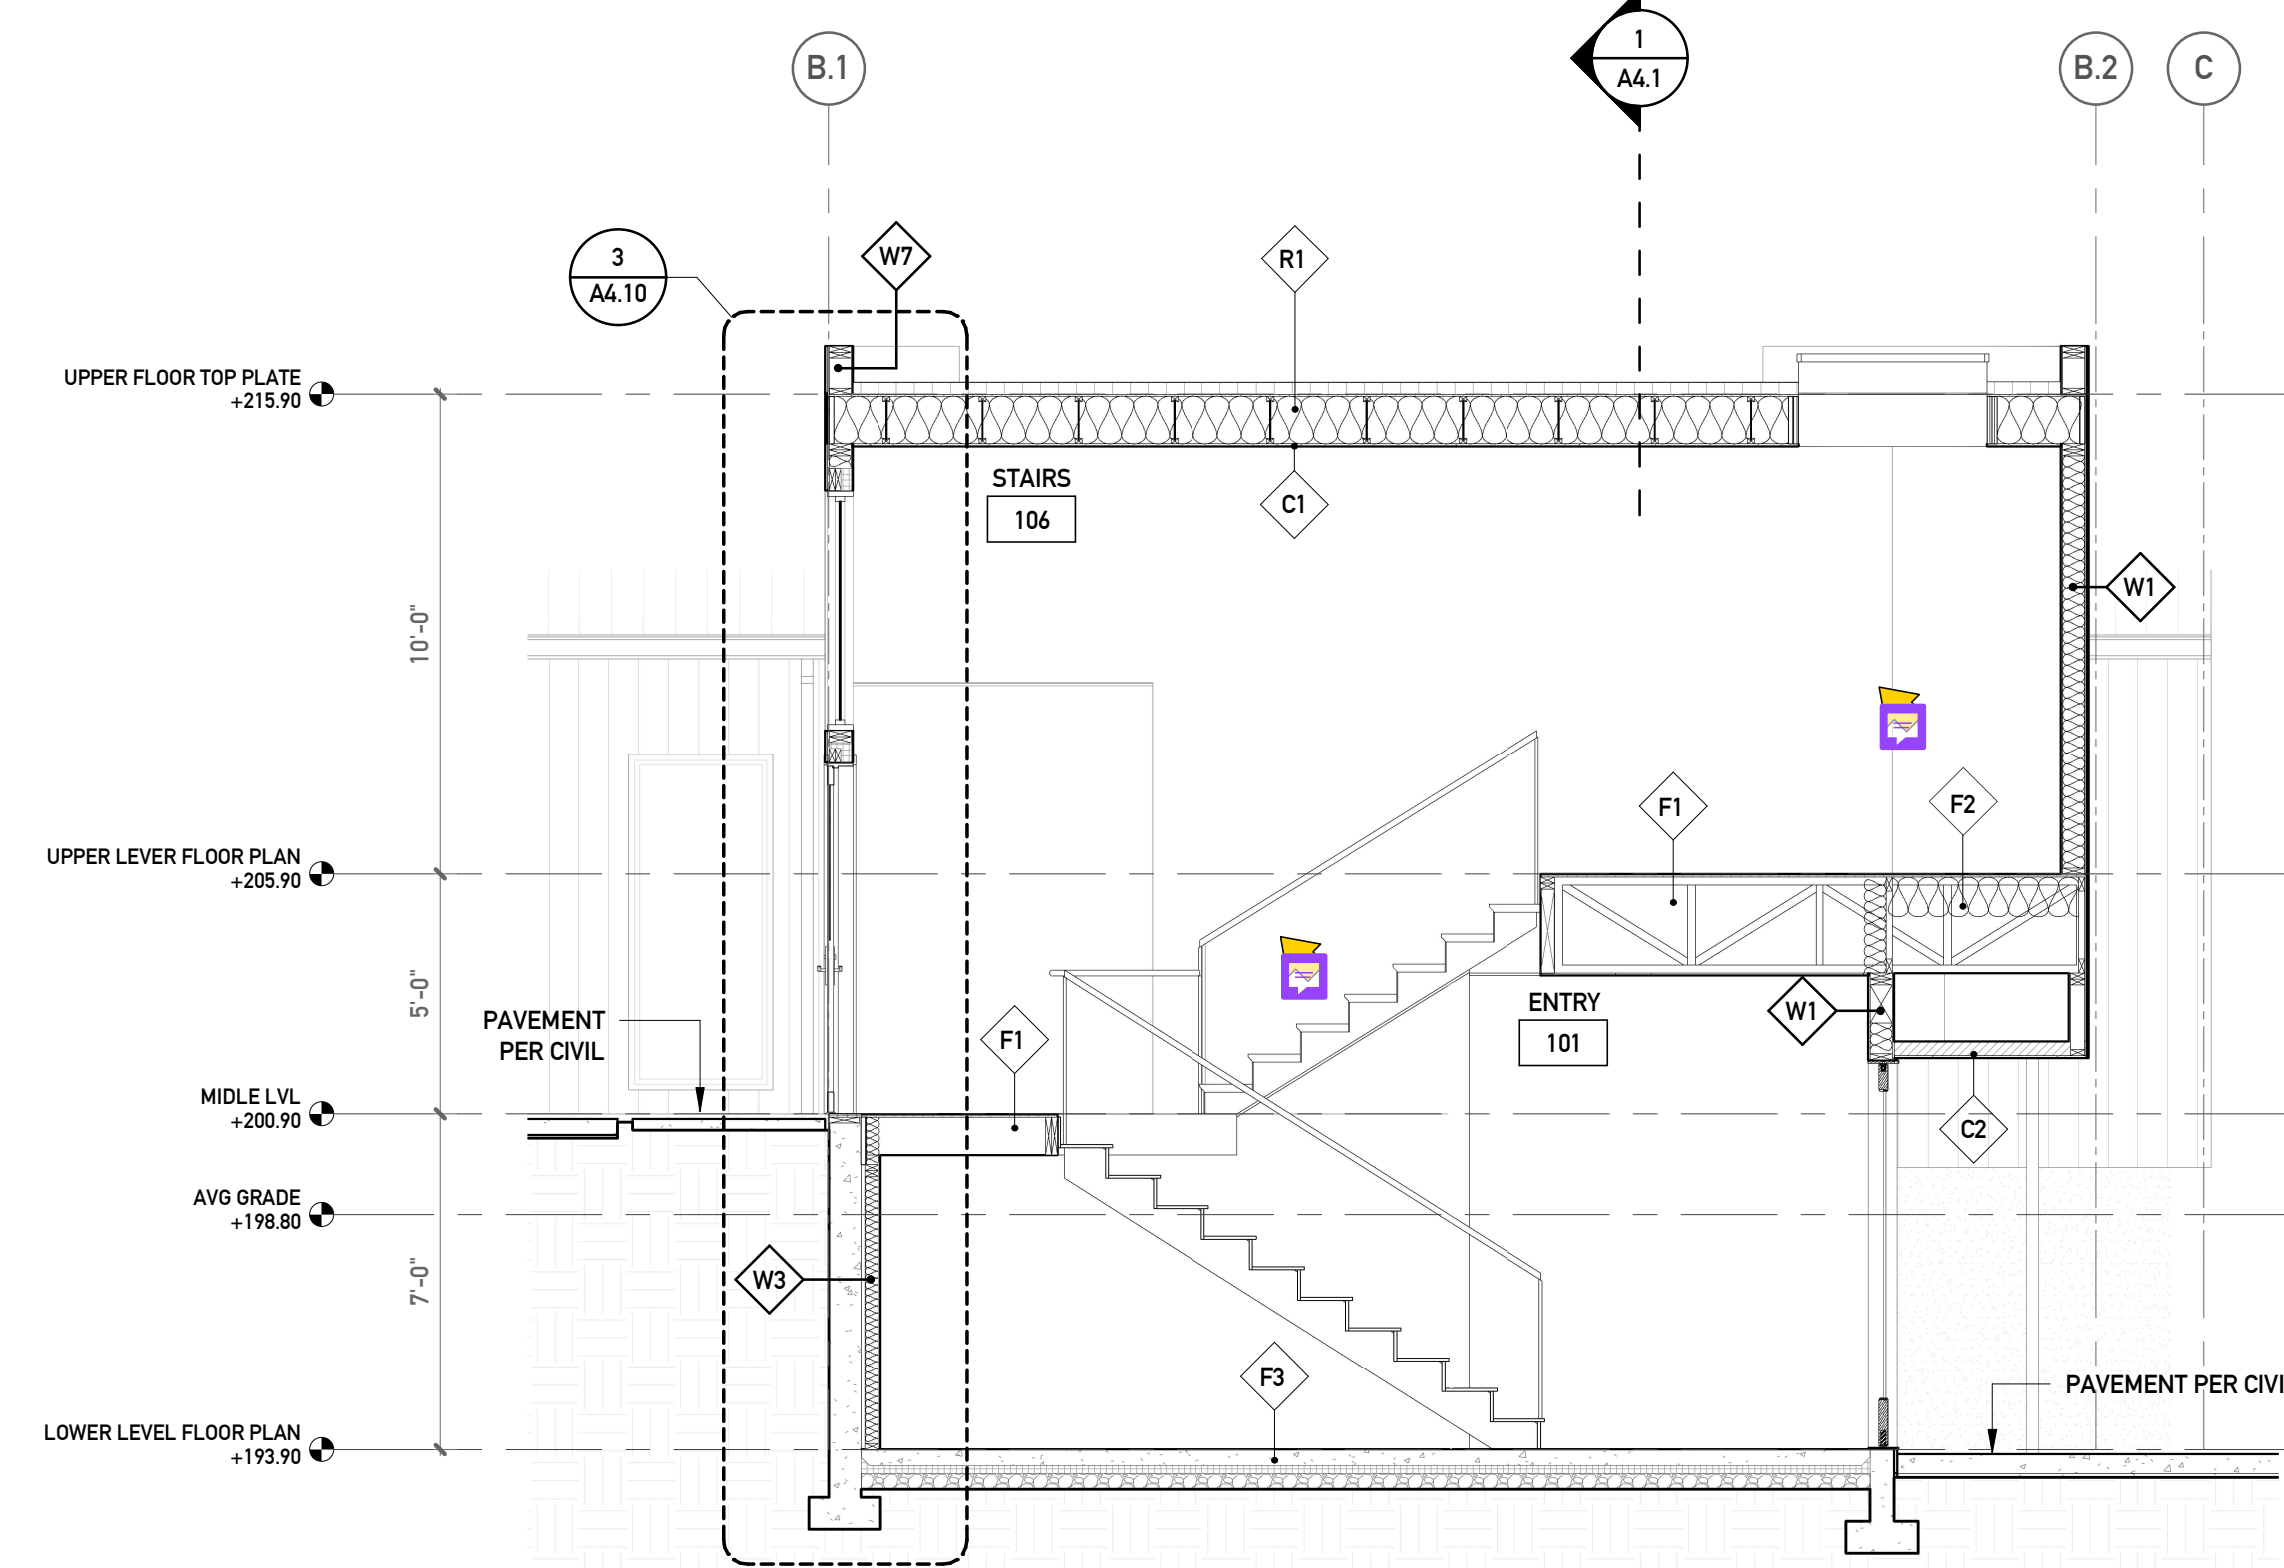 B.1
1
A4.1
B.2
C
3
A4.10
W7
R1
UPPER FLOOR TOP PLATE
+215.90
STAIRS
106
C1
10'-0"
W1
F1
F2
UPPER LEVER FLOOR PLAN
+205.90
5'-0"
PAVEMENT
PER CIVIL
F1
ENTRY
101
W1
MIDLE LVL
+200.90
C2
AVG GRADE
+198.80
7'-0"
W3
F3
PAVEMENT PER CIVI
LOWER LEVEL FLOOR PLAN
+193.90